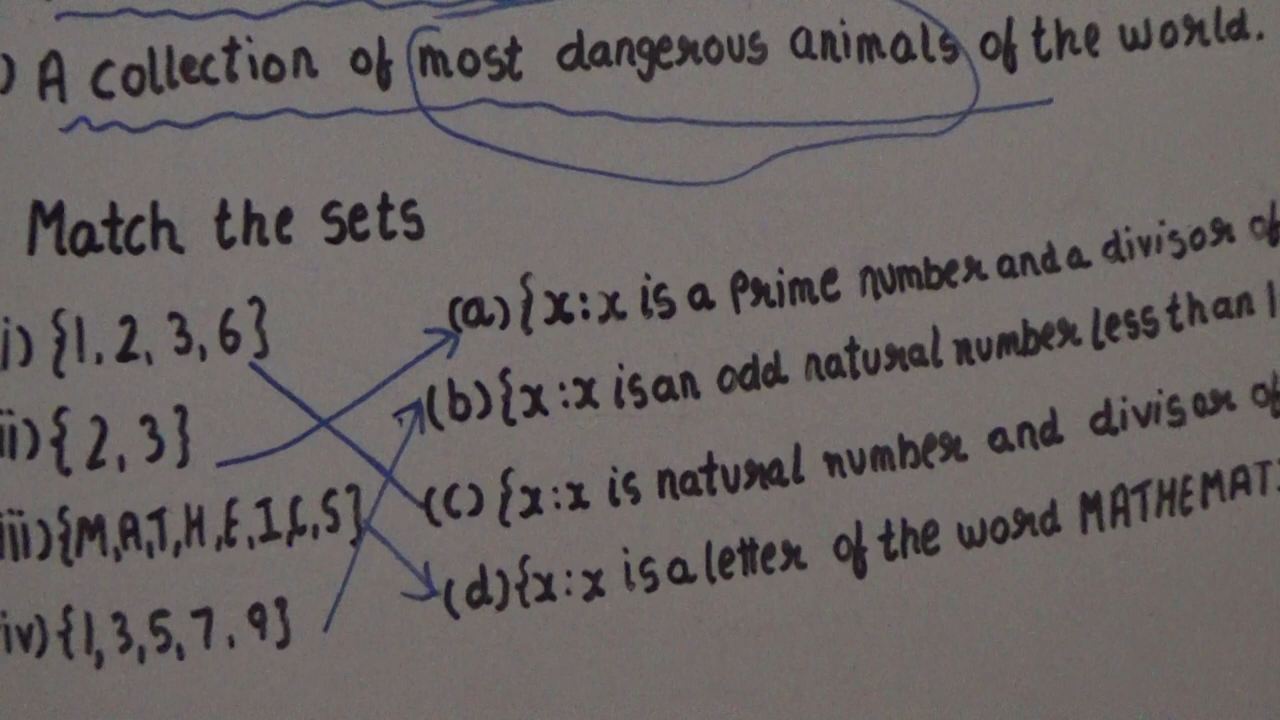 ) A collection of most dangerous animals of the world.
Match the sets
i) {1, 2, 3, 6}
(a) {x : x is a prime number and a divisor of
ii) {2, 3}
(b) {x : x is an odd natural number less than 1
iii) {M,A,T,H,E,I,C,S}
(c) {x : x is natural number and divisor of
iv) {1, 3, 5, 7, 9}
(d) {x : x is a letter of the word MATHEMATI